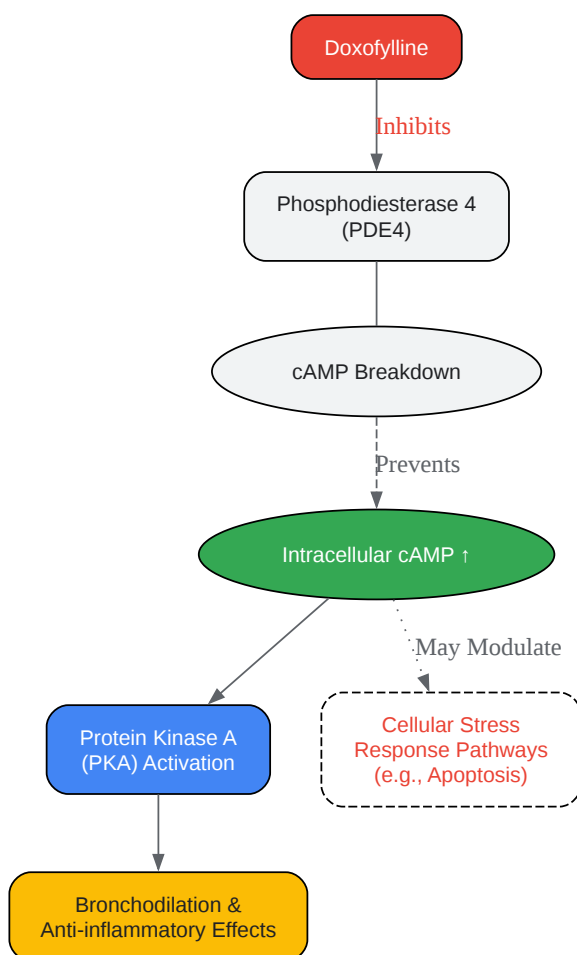 Doxofylline
Inhibits
Phosphodiesterase 4
(PDE4)
cAMP Breakdown
Prevents
Intracellular cAMP ↑
May Modulate
Protein Kinase A
(PKA) Activation
Cellular Stress
Response Pathways
(e.g., Apoptosis)
Bronchodilation &
Anti-inflammatory Effects